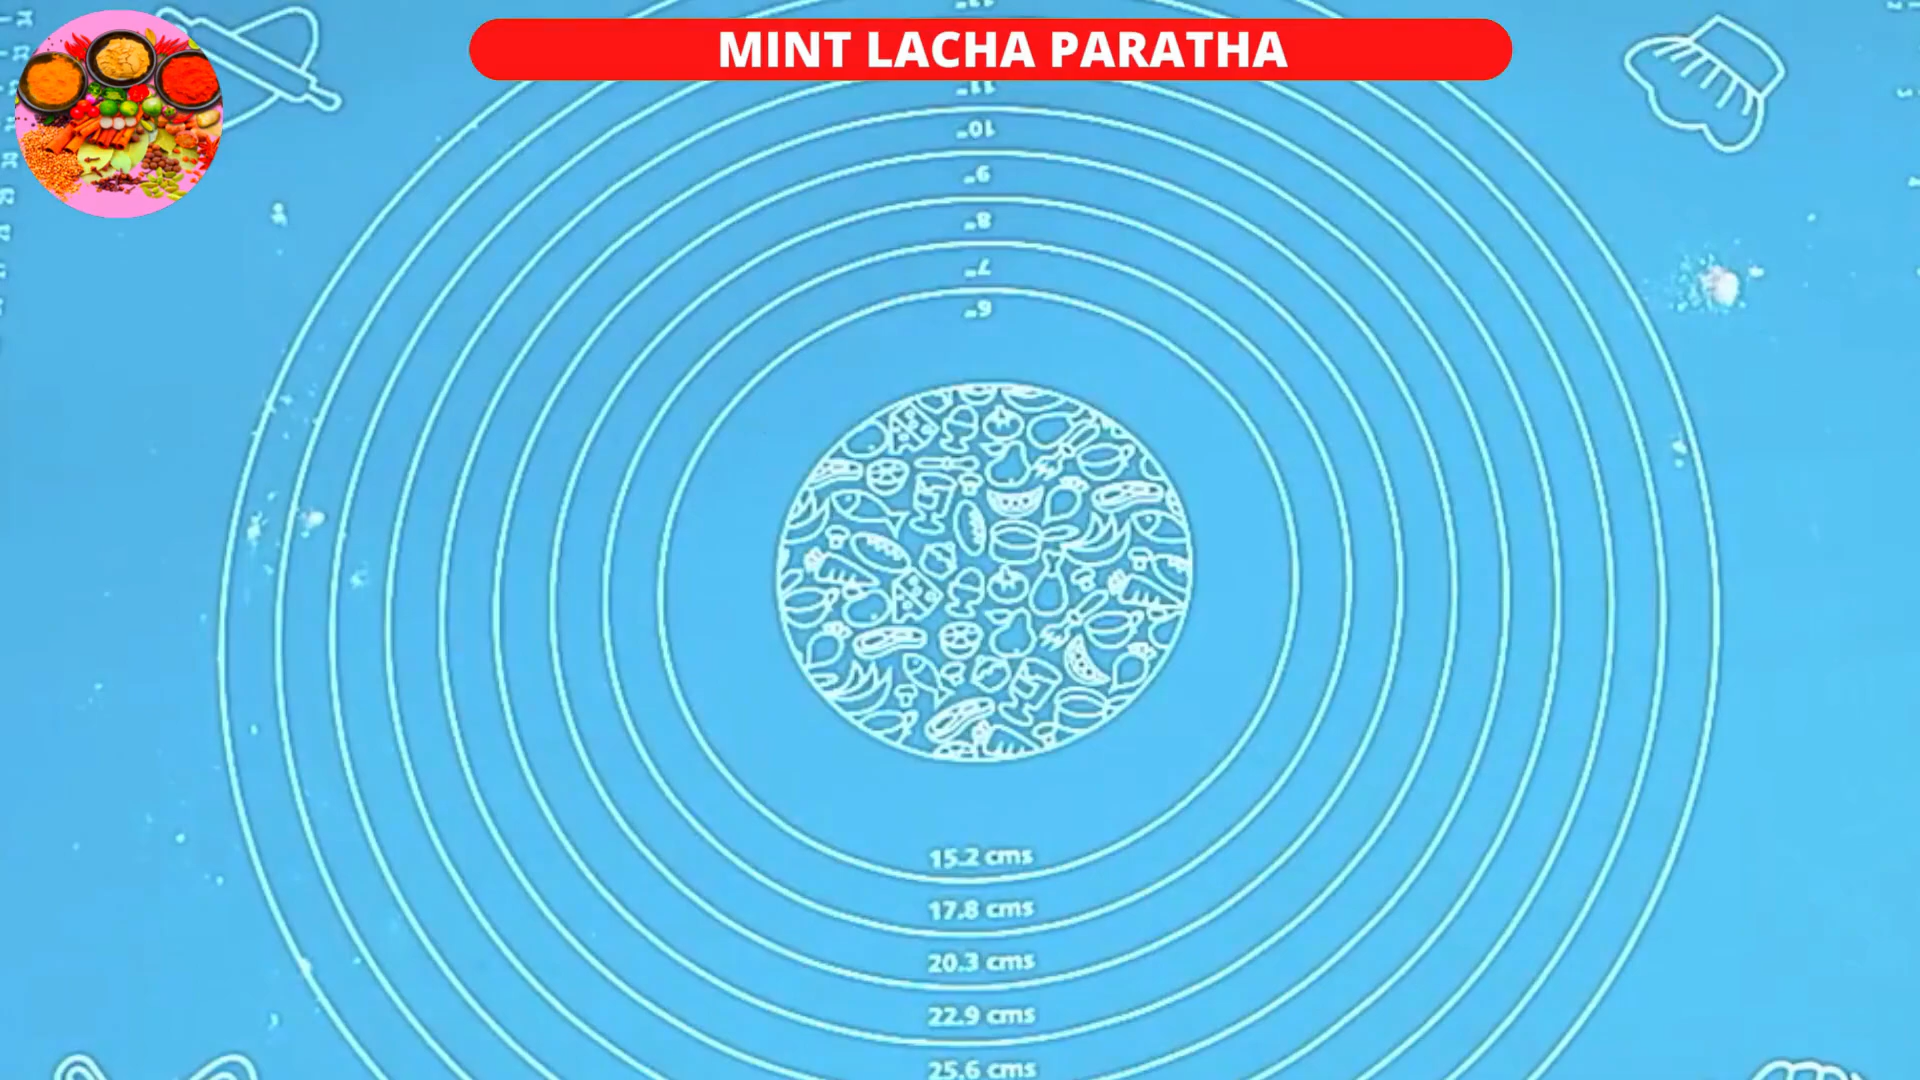 MINT LACHA PARATHA
11"
10"
9"
8"
7"
6"
15.2 cms
17.8 cms
20.3 cms
22.9 cms
25.6 cms